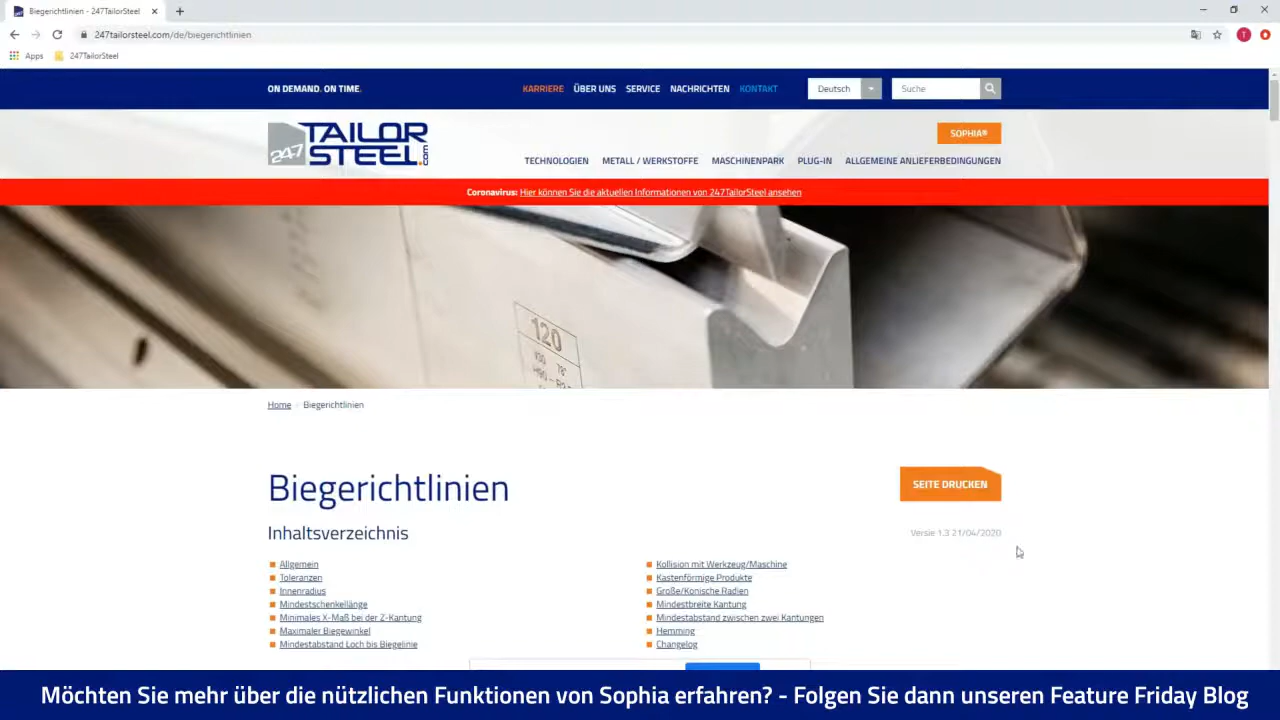 Biegerichtlinien - 247TailorSteel
247tailorsteel.com/de/biegerichtlinien
Apps 247TailorSteel
ON DEMAND. ON TIME.
KARRIERE ÜBER UNS SERVICE NACHRICHTEN KONTAKT
Deutsch
Suche
247 TAILOR STEEL.com
SOPHIA®
TECHNOLOGIEN METALL / WERKSTOFFE MASCHINENPARK PLUG-IN ALLGEMEINE ANLIEFERBEDINGUNGEN
Coronavirus: Hier können Sie die aktuellen Informationen von 247TailorSteel ansehen
120
Home Biegerichtlinien
Biegerichtlinien
SEITE DRUCKEN
Inhaltsverzeichnis
Versie 1.3 21/04/2020
Allgemein
Toleranzen
Innenradius
Mindestschenkellänge
Minimales X-Maß bei der Z-Kantung
Maximaler Biegewinkel
Mindestabstand Loch bis Biegelinie
Kollision mit Werkzeug/Maschine
Kastenförmige Produkte
Große/Konische Radien
Mindestbreite Kantung
Mindestabstand zwischen zwei Kantungen
Hemming
Changelog
Möchten Sie mehr über die nützlichen Funktionen von Sophia erfahren? - Folgen Sie dann unseren Feature Friday Blog